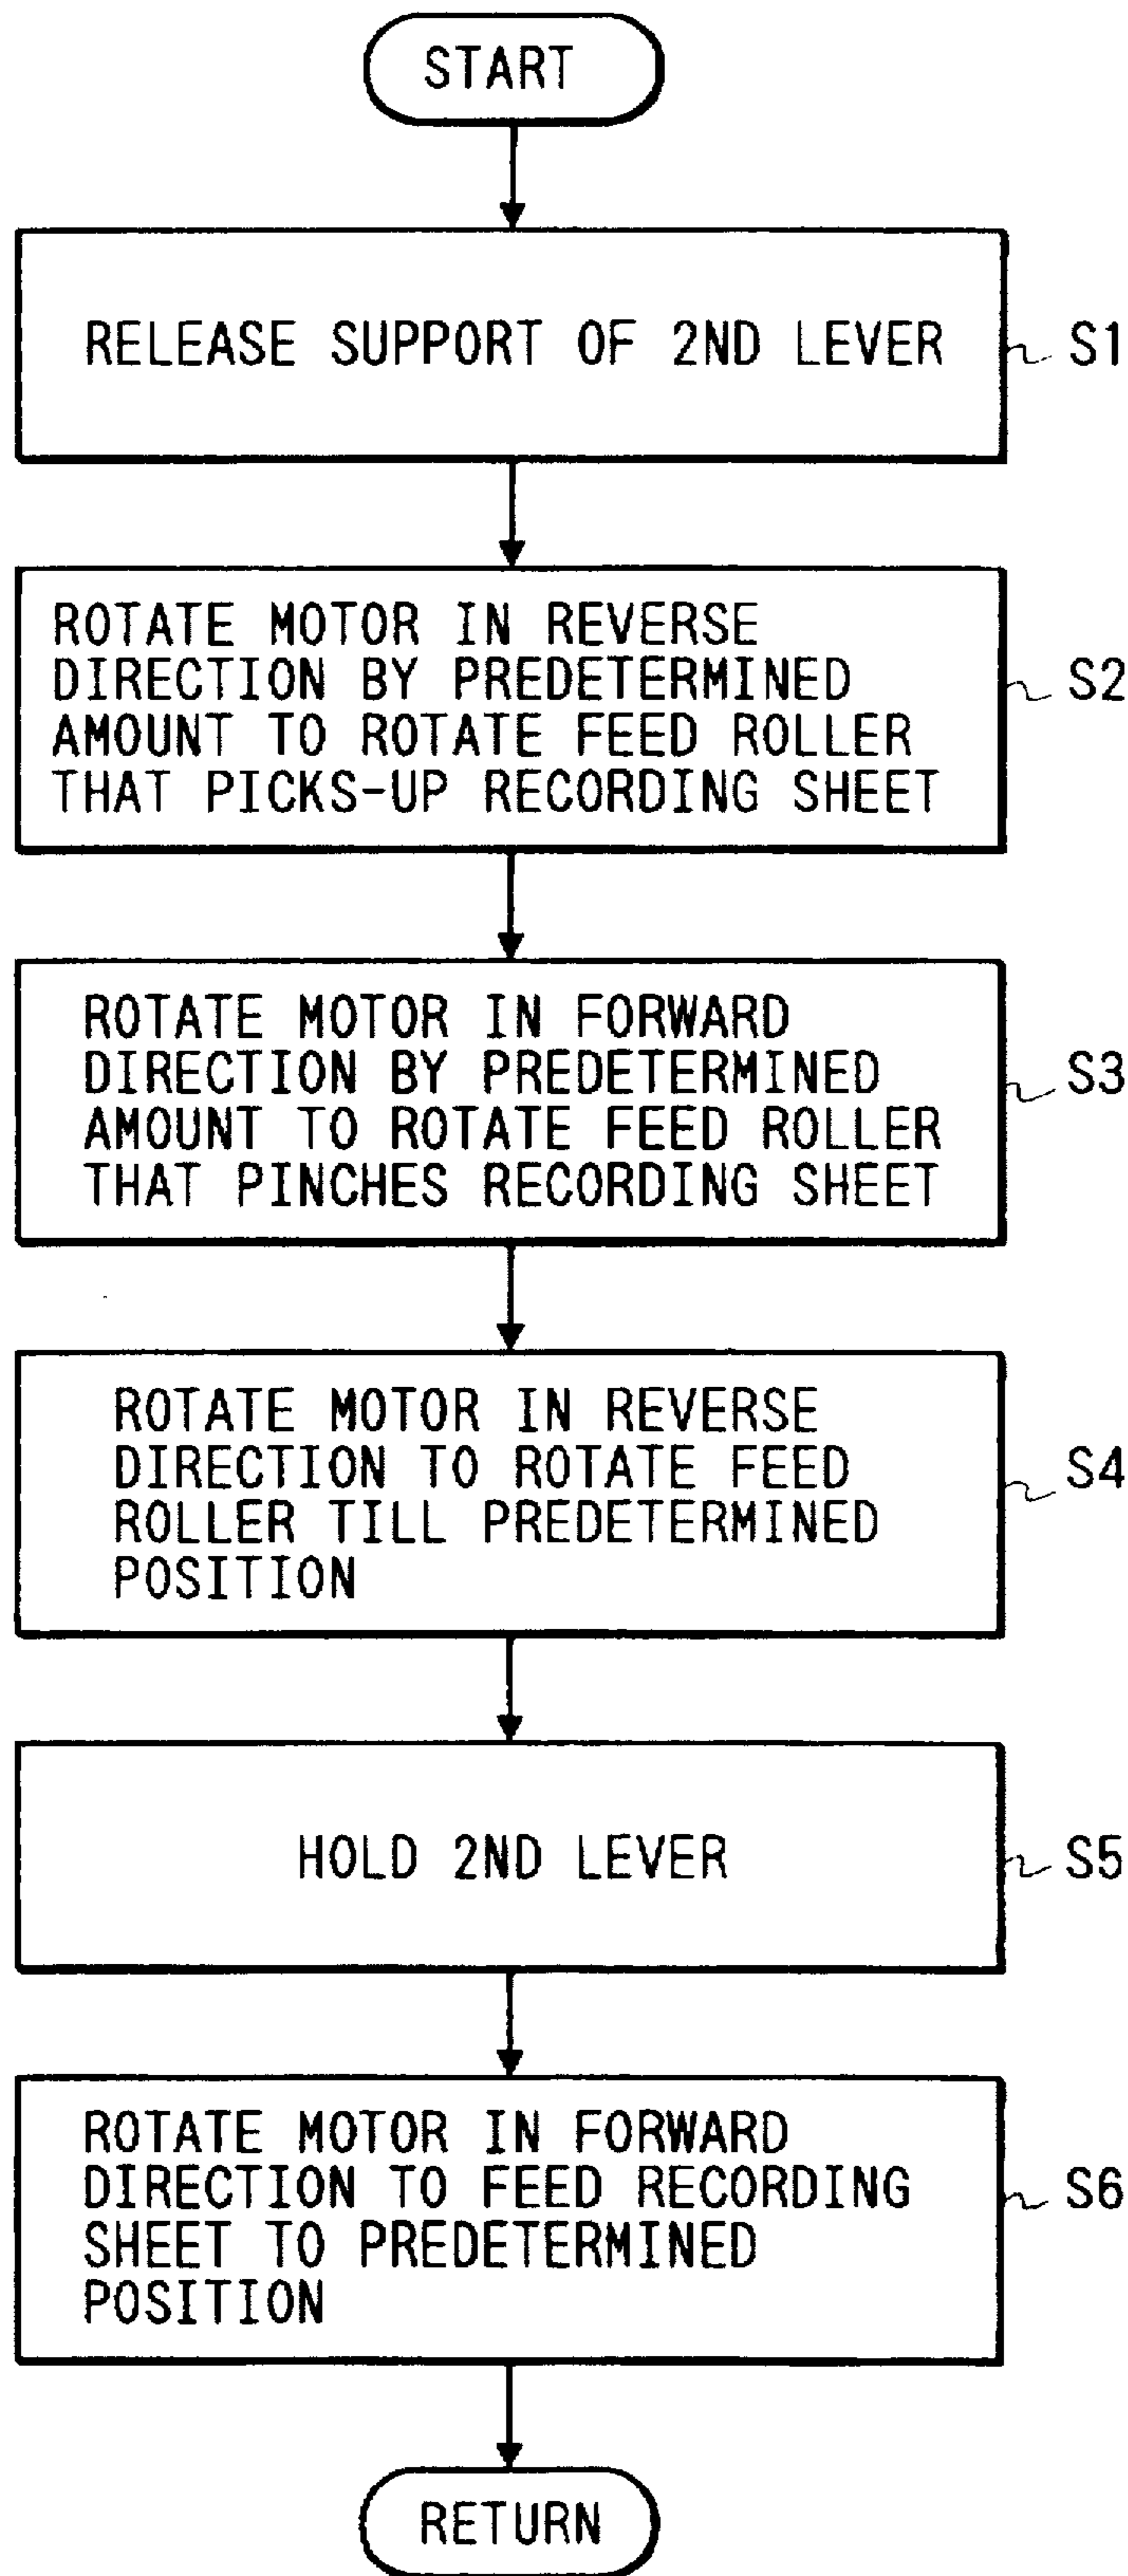 START
RELEASE SUPPORT OF 2ND LEVER
S1
ROTATE MOTOR IN REVERSE
DIRECTION BY PREDETERMINED
AMOUNT TO ROTATE FEED ROLLER
THAT PICKS-UP RECORDING SHEET
S2
ROTATE MOTOR IN FORWARD
DIRECTION BY PREDETERMINED
AMOUNT TO ROTATE FEED ROLLER
THAT PINCHES RECORDING SHEET
S3
ROTATE MOTOR IN REVERSE
DIRECTION TO ROTATE FEED
ROLLER TILL PREDETERMINED
POSITION
S4
HOLD 2ND LEVER
S5
ROTATE MOTOR IN FORWARD
DIRECTION TO FEED RECORDING
SHEET TO PREDETERMINED
POSITION
S6
RETURN